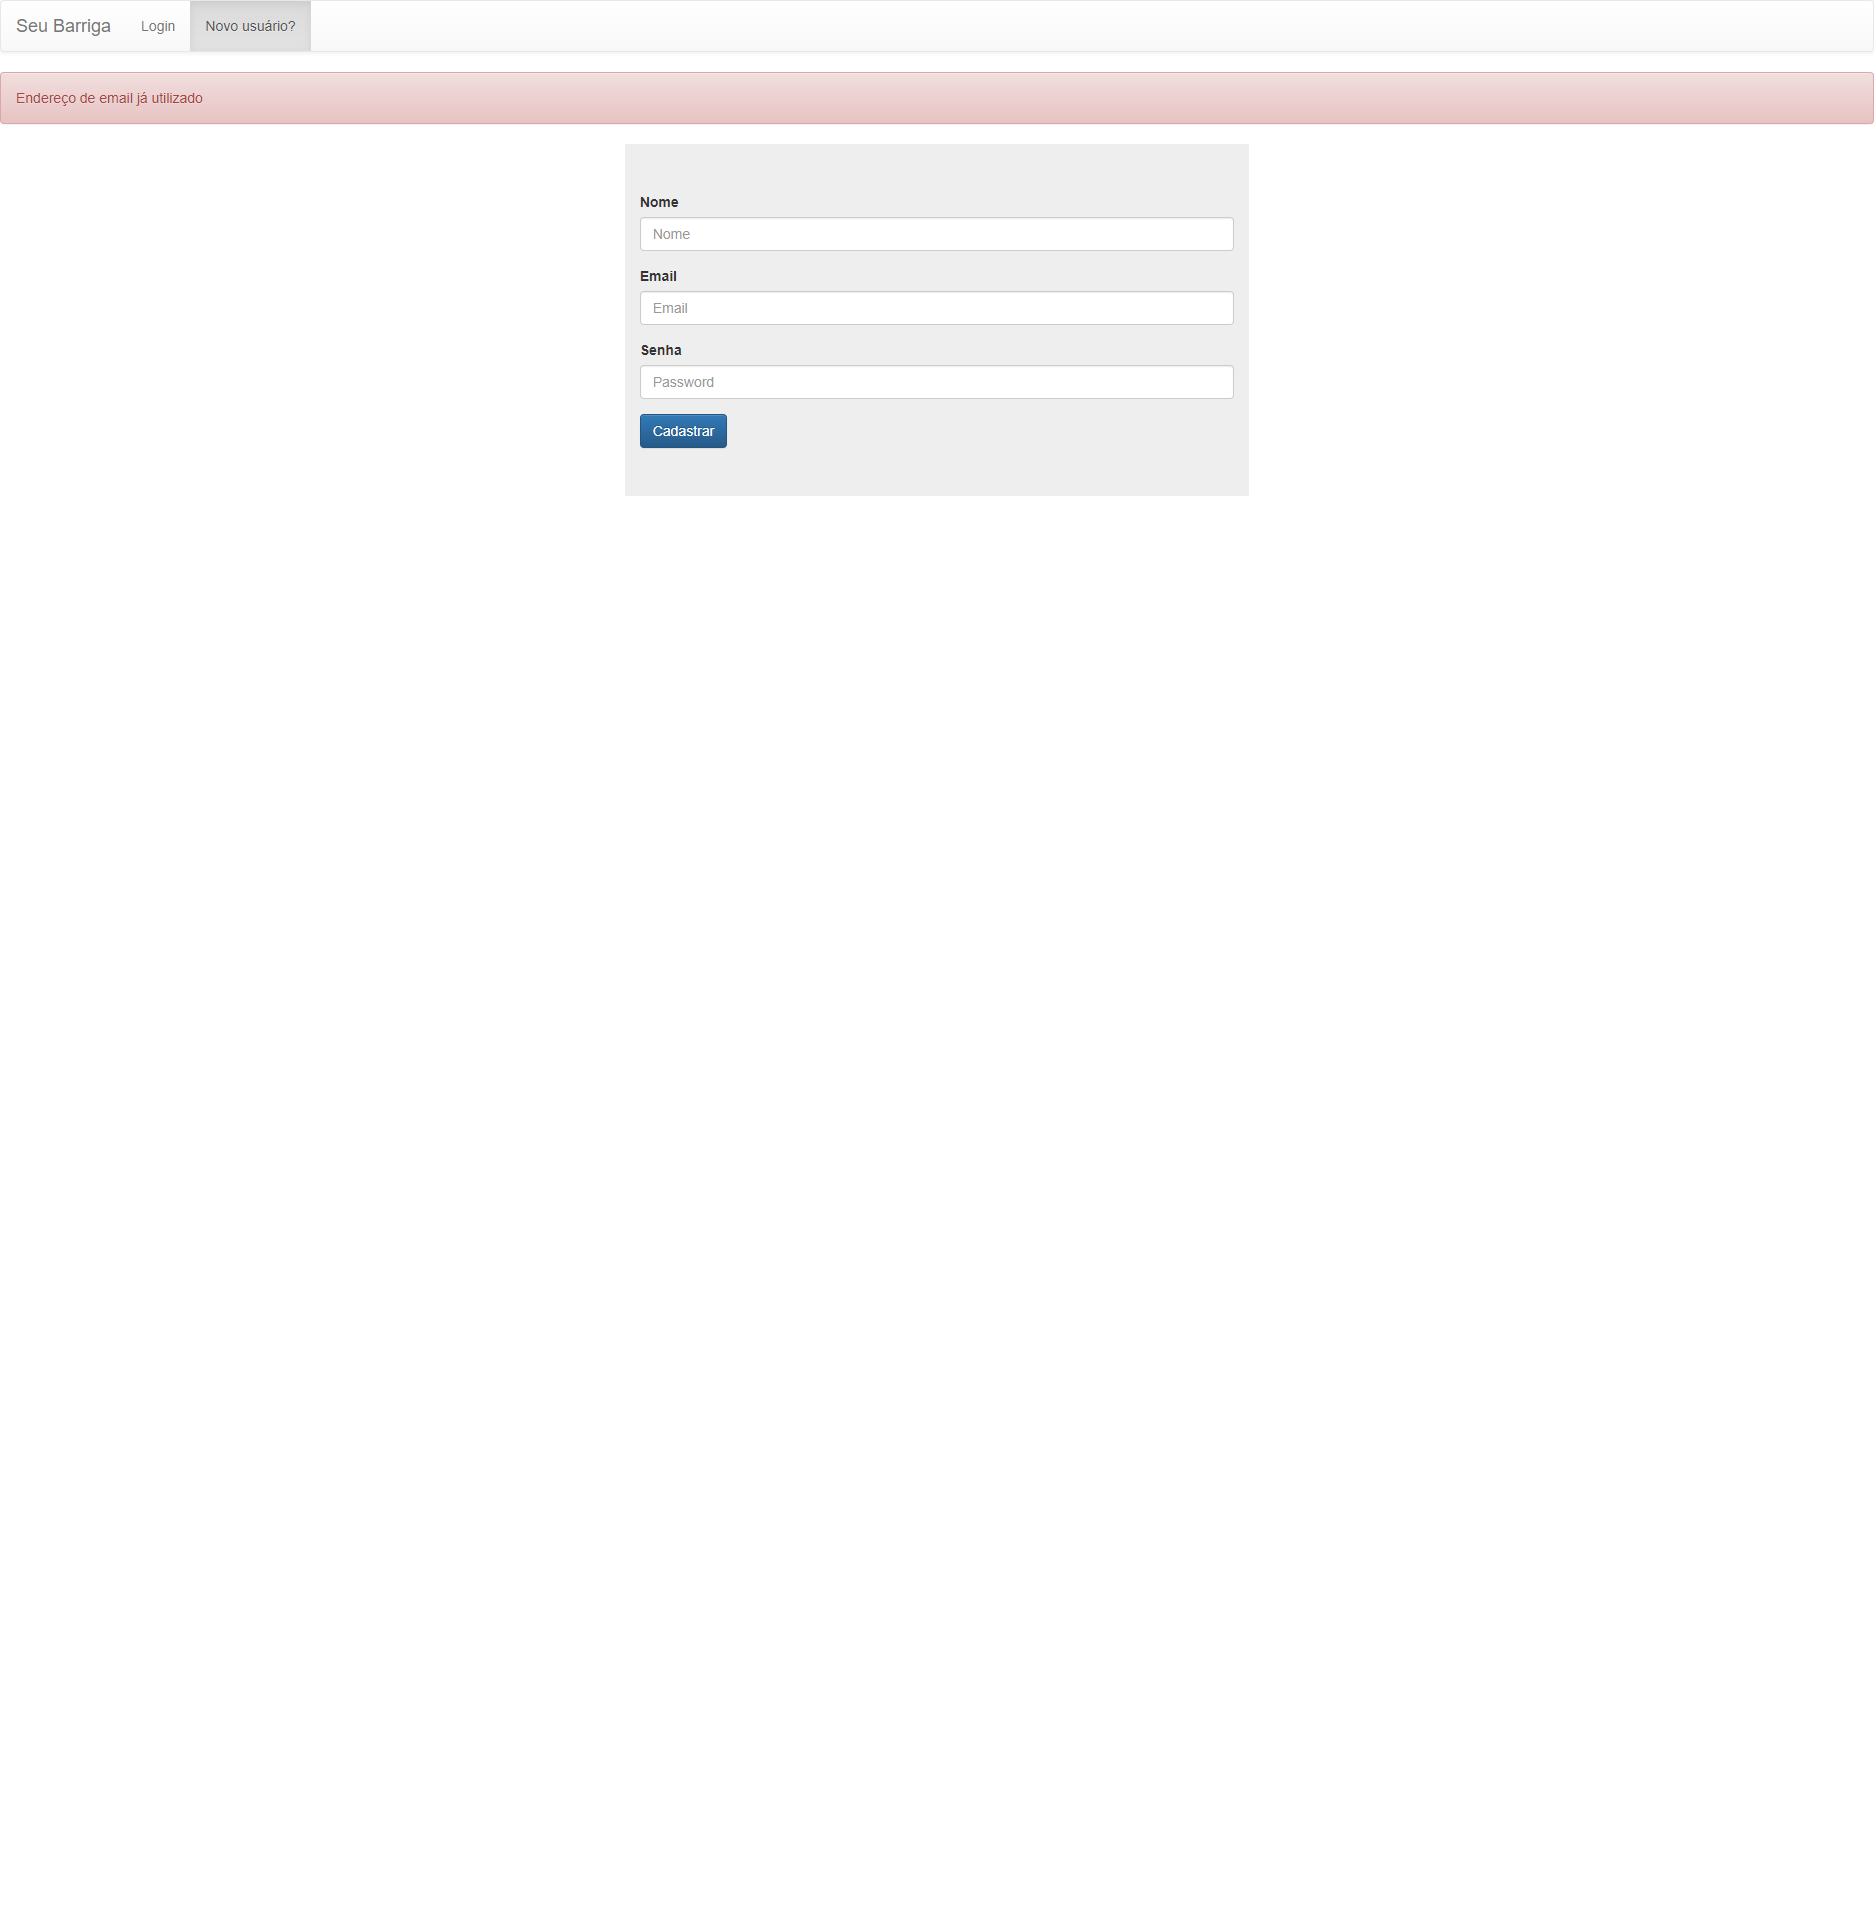 Seu Barriga Login Novo usuário?
Endereço de email já utilizado
Nome
Nome
Email
Email
Senha
Password
Cadastrar